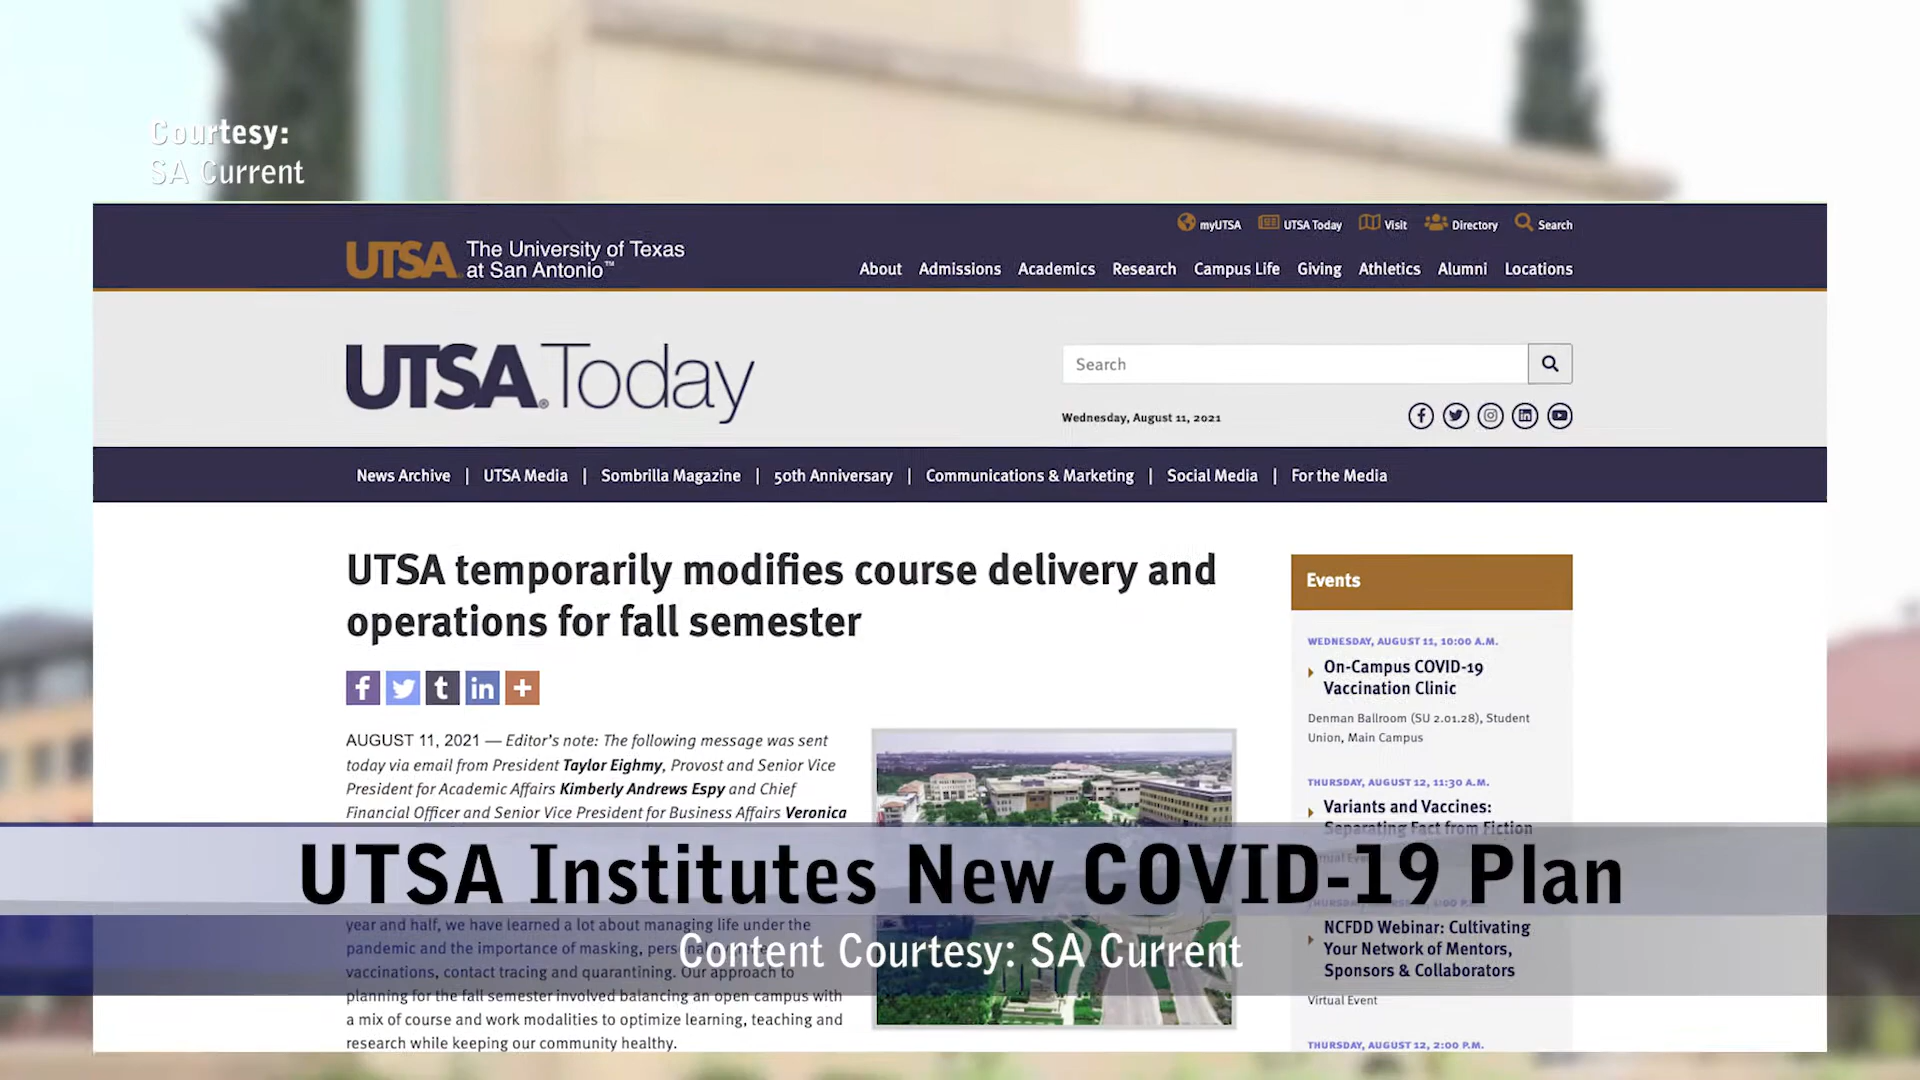 Courtesy:
SA Current
myUTSA UTSA Today Visit Directory Search
UTSA The University of Texas
at San Antonio™
About Admissions Academics Research Campus Life Giving Athletics Alumni Locations
UTSA.Today
Search
Wednesday, August 11, 2021
News Archive | UTSA Media | Sombrilla Magazine | 50th Anniversary | Communications & Marketing | Social Media | For the Media
UTSA temporarily modifies course delivery and
operations for fall semester
AUGUST 11, 2021 — Editor's note: The following message was sent
today via email from President Taylor Eighmy, Provost and Senior Vice
President for Academic Affairs Kimberly Andrews Espy and Chief
Financial Officer and Senior Vice President for Business Affairs Veronica
year and half, we have learned a lot about managing life under the
pandemic and the importance of masking,
vaccinations, contact tracing and quarantining. Our approach to
planning for the fall semester involved balancing an open campus with
a mix of course and work modalities to optimize learning, teaching and
research while keeping our community healthy.
Events
WEDNESDAY, AUGUST 11, 10:00 A.M.
On-Campus COVID-19
Vaccination Clinic
Denman Ballroom (SU 2.01.28), Student
Union, Main Campus
THURSDAY, AUGUST 12, 11:30 A.M.
Variants and Vaccines:
Separating Fact from Fiction
NCFDD Webinar: Cultivating
Your Network of Mentors,
Sponsors & Collaborators
Virtual Event
THURSDAY, AUGUST 12, 2:00 P.M.
UTSA Institutes New COVID-19 Plan
Content Courtesy: SA Current